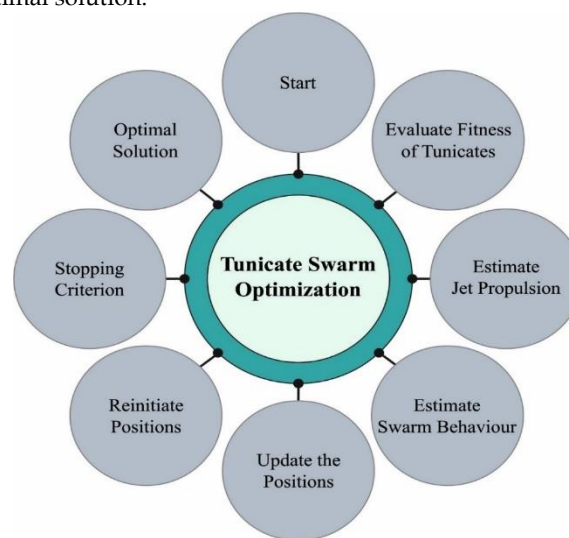 solution.
Start
Evaluate Fitness
of Tunicates
Estimate
Jet Propulsion
Estimate
Swarm Behaviour
Update the
Positions
Reinitiate
Positions
Stopping
Criterion
Optimal
Solution
Tunicate Swarm
Optimization